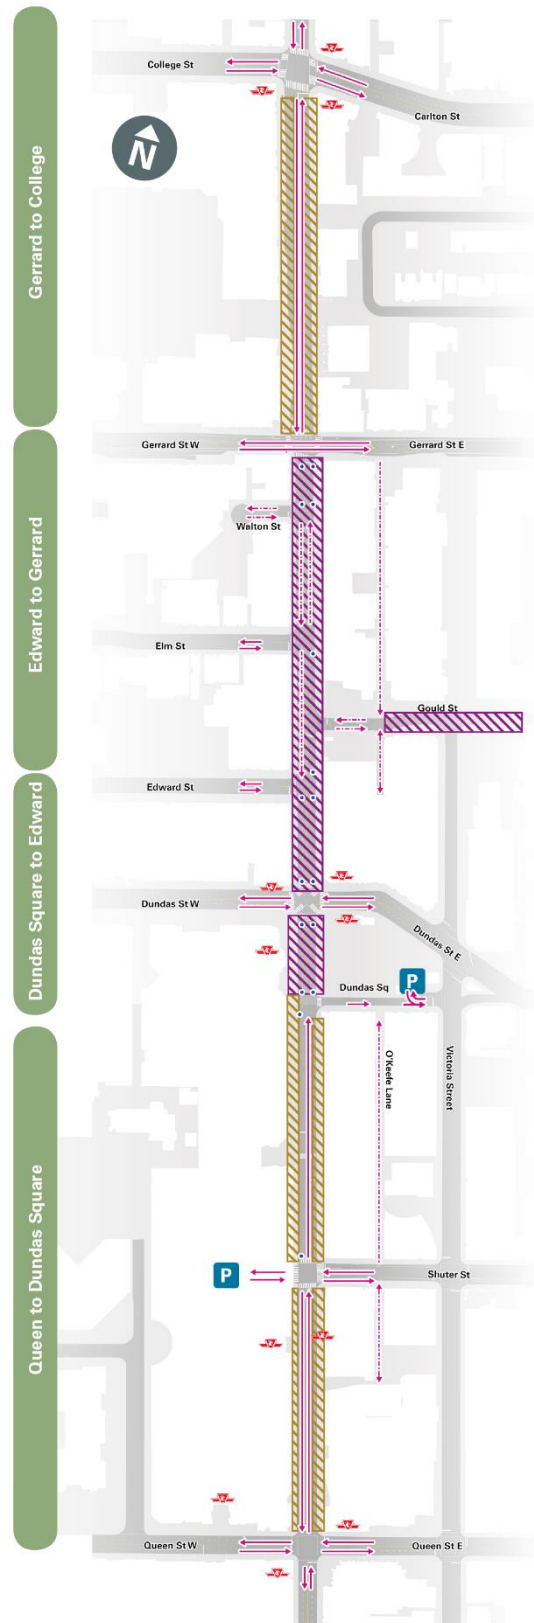 College St
Carlton St
N
Gerrard to College
Gerrard St W
Gerrard St E
Walton St
Edward to Gerrard
Elm St
Gould St
Edward St
Dundas Square to Edward
Dundas St W
Dundas St E
P
Dundas Sq
O'Keefe Lane
Victoria Street
Queen to Dundas Square
P
Shuter St
Queen St W
Queen St E